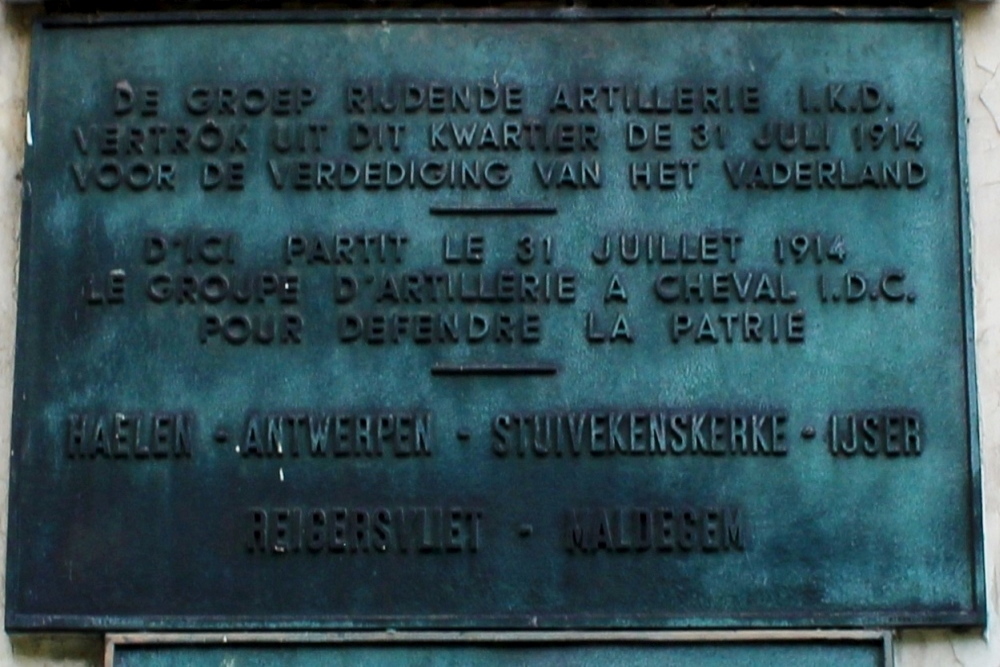 DE GROEP RIJDENDE ARTILLERIE I.K.D.
VERTROK UIT DIT KWARTIER DE 31 JULI 1914
VOOR DE VERDEDIGING VAN HET VADERLAND
D'ICI PARTIT LE 31 JUILLET 1914
LE GROUPE D'ARTILLERIE A CHEVAL I.D.C.
POUR DEFENDRE LA PATRIE
HAELEN - ANTWERPEN - STUIVEKENSKERKE - IJSER
REIGERSVLIET - MALDEGEM